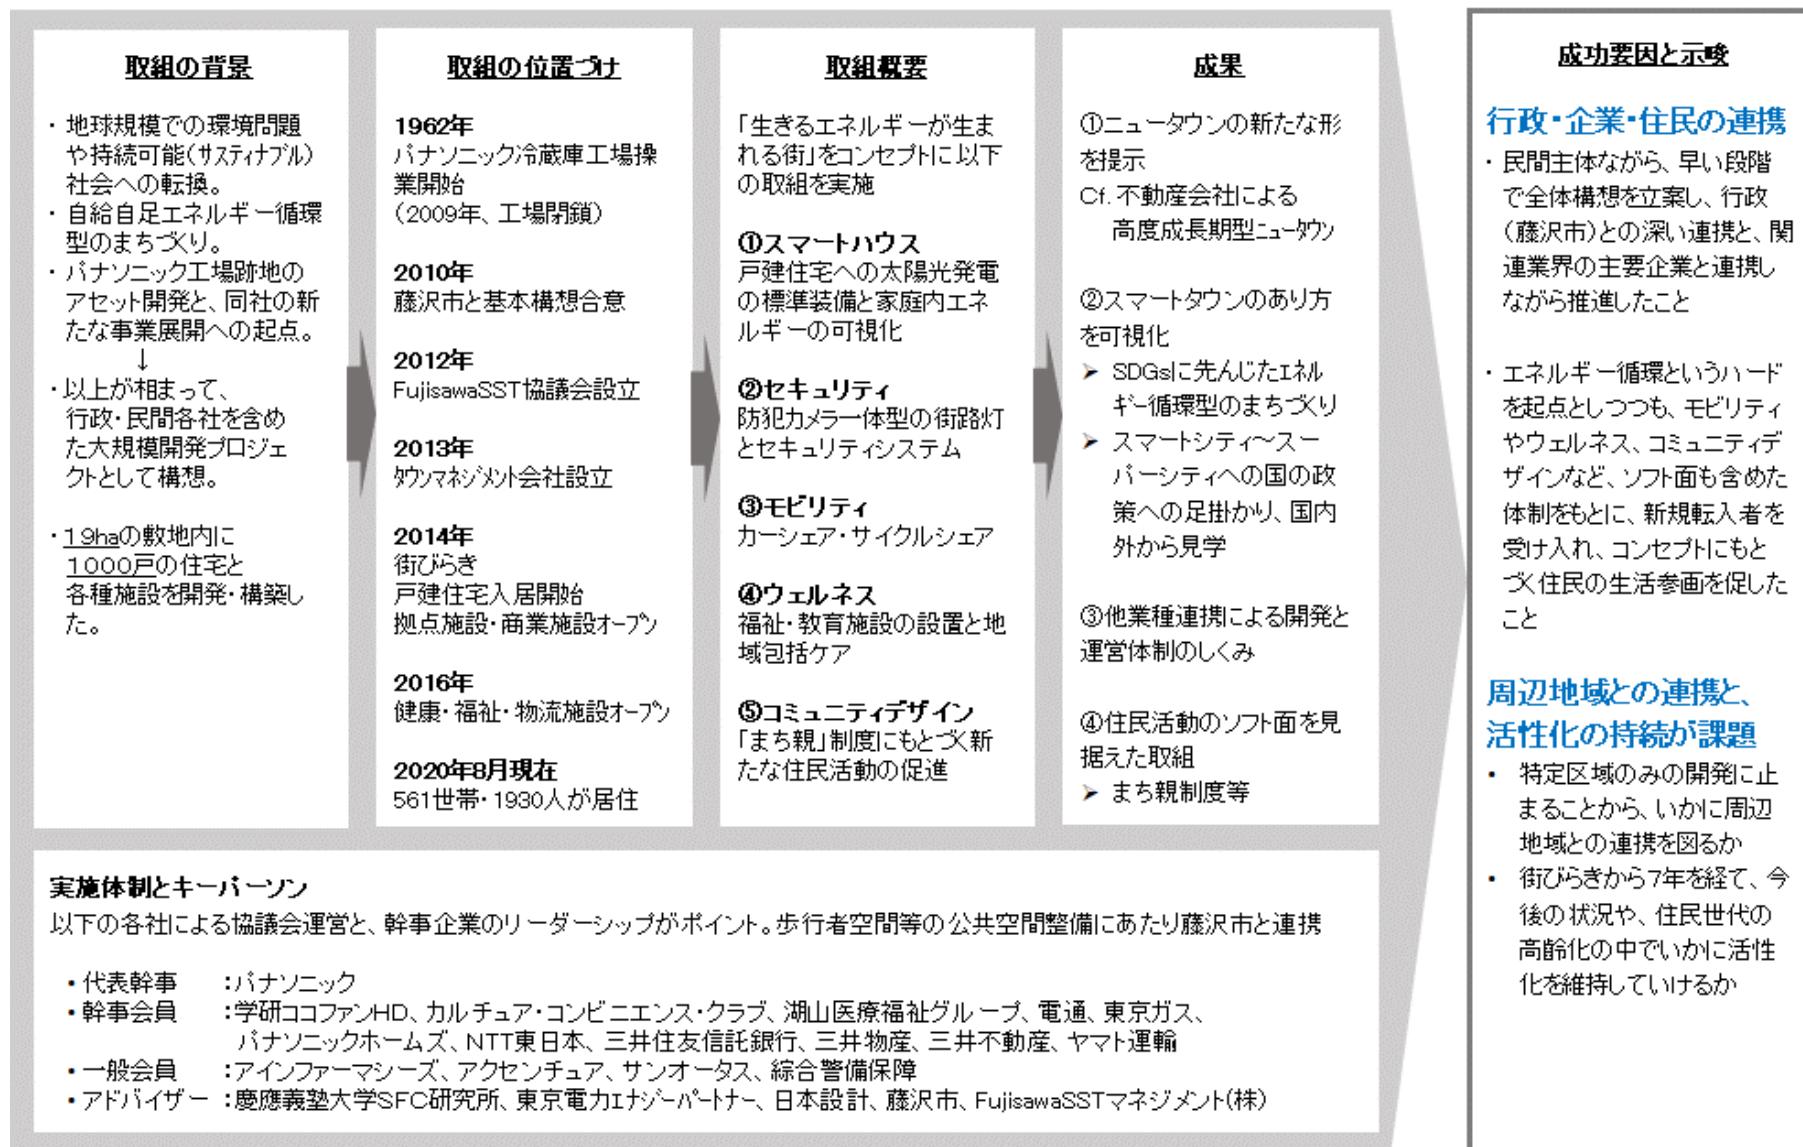 取組の背景
・地球規模での環境問題
や持続可能(ｻｽﾃｨﾅﾌﾞﾙ)
社会への転換。
・自給自足エネルギー循環
型のまちづくり。
・パナソニック工場跡地の
アセット開発と、同社の新
たな事業展開への起点。
↓
・以上が相まって、
行政・民間各社を含め
た大規模開発プロジェ
クトとして構想。
・19haの敷地内に
1000戸の住宅と
各種施設を開発・構築し
た。
取組の位置づけ
1962年
パナソニック冷蔵庫工場操
業開始
(2009年、工場閉鎖)
2010年
藤沢市と基本構想合意
2012年
FujisawaSST協議会設立
2013年
ﾀｳﾝﾏﾈｼﾞﾒﾝﾄ会社設立
2014年
街びらき
戸建住宅入居開始
拠点施設・商業施設ｵｰﾌﾟﾝ
2016年
健康・福祉・物流施設ｵｰﾌﾟﾝ
2020年8月現在
561世帯・1930人が居住
取組概要
「生きるエネルギーが生ま
れる街」をコンセプトに以下
の取組を実施
①スマートハウス
戸建住宅への太陽光発電
の標準装備と家庭内エネ
ルギーの可視化
②セキュリティ
防犯カメラ一体型の街路灯
とセキュリティシステム
③モビリティ
カーシェア・サイクルシェア
④ウェルネス
福祉・教育施設の設置と地
域包括ケア
⑤コミュニティデザイン
「まち親」制度にもとづく新
たな住民活動の促進
成果
①ニュータウンの新たな形
を提示
Cf. 不動産会社による
高度成長期型ﾆｭｰﾀｳﾝ
②スマートタウンのあり方
を可視化
➤ SDGsに先んじたｴﾈﾙ
ｷﾞｰ循環型のまちづくり
➤ スマートシティ～スー
パーシティへの国の政
策への足掛かり、国内
外から見学
③他業種連携による開発と
運営体制のしくみ
④住民活動のソフト面を見
据えた取組
➤ まち親制度等
実施体制とキーパーソン
以下の各社による協議会運営と、幹事企業のリーダーシップがポイント。歩行者空間等の公共空間整備にあたり藤沢市と連携
・代表幹事　：パナソニック
・幹事会員　：学研ココファンHD、カルチュア・コンビニエンス・クラブ、湖山医療福祉グループ、電通、東京ガス、
パナソニックホームズ、NTT東日本、三井住友信託銀行、三井物産、三井不動産、ヤマト運輸
・一般会員　：アインファーマシーズ、アクセンチュア、サンオータス、綜合警備保障
・アドバイザー：慶應義塾大学SFC研究所、東京電力ｴﾅｼﾞｰﾊﾟｰﾄﾅｰ、日本設計、藤沢市、FujisawaSSTマネジメント(株)
成功要因と示唆
行政・企業・住民の連携
・民間主体ながら、早い段階
で全体構想を立案し、行政
(藤沢市)との深い連携と、関
連業界の主要企業と連携し
ながら推進したこと
・エネルギー循環というハード
を起点としつつも、モビリティ
やウェルネス、コミュニティデ
ザインなど、ソフト面も含めた
体制をもとに、新規転入者を
受け入れ、コンセプトにもと
づく住民の生活参画を促した
こと
周辺地域との連携と、
活性化の持続が課題
• 特定区域のみの開発に止
まることから、いかに周辺
地域との連携を図るか
• 街びらきから7年を経て、今
後の状況や、住民世代の
高齢化の中でいかに活性
化を維持していけるか